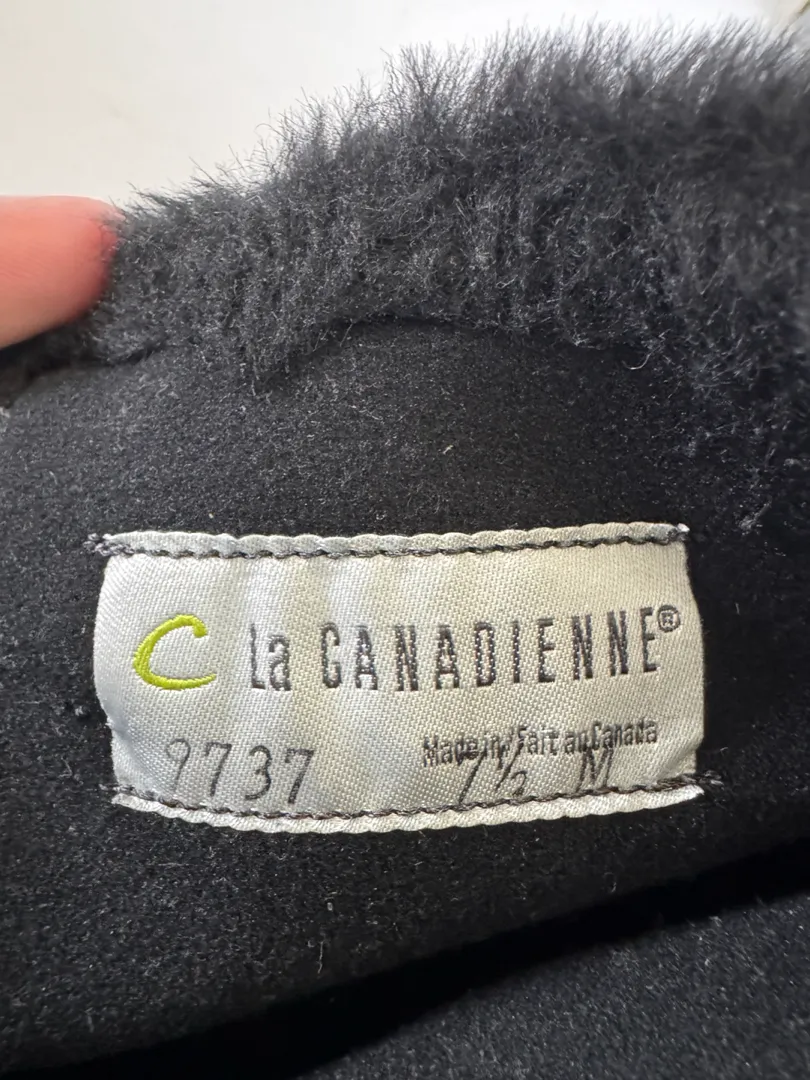 C La CANADIENNE®
Made in/Fait au Canada
9737 7½ M